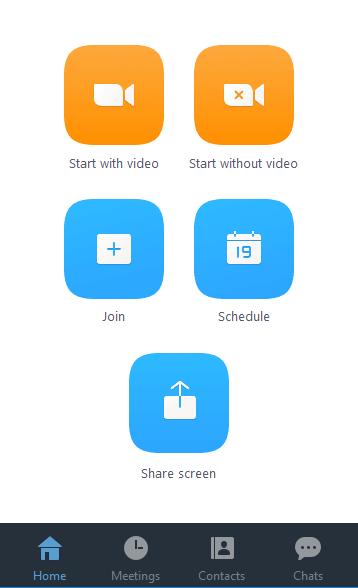 Start with video
Start without video
Join
19
Schedule
Share screen
Home
Meetings
Contacts
Chats